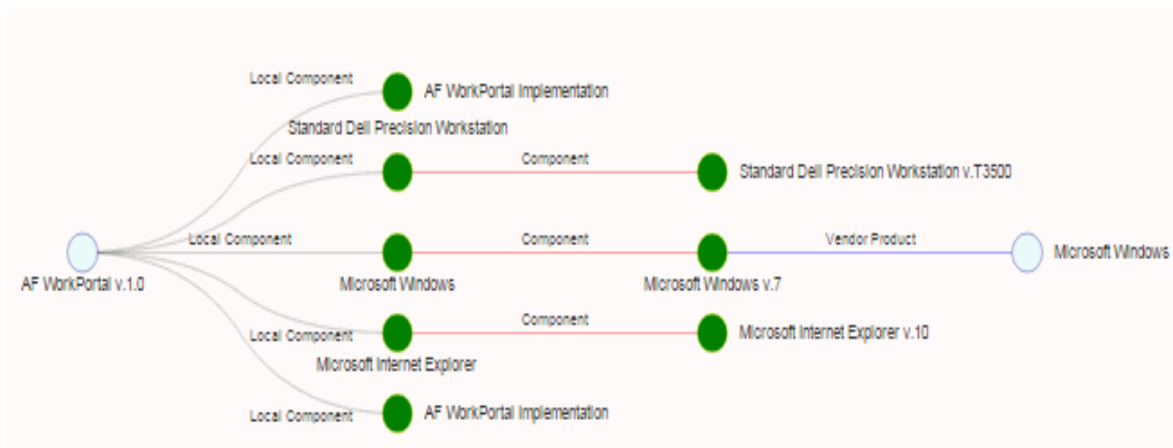 Local Component
AF WorkPortal Implementation
Standard Dell Precision Workstation
Local Component
Component
Standard Dell Precision Workstation v.T3500
Local Component
Component
Vendor Product
Microsoft Windows
AF WorkPortal v.1.0
Microsoft Windows
Microsoft Windows v.7
Component
Local Component
Microsoft Internet Explorer v.10
Microsoft Internet Explorer
Local Component
AF WorkPortal Implementation